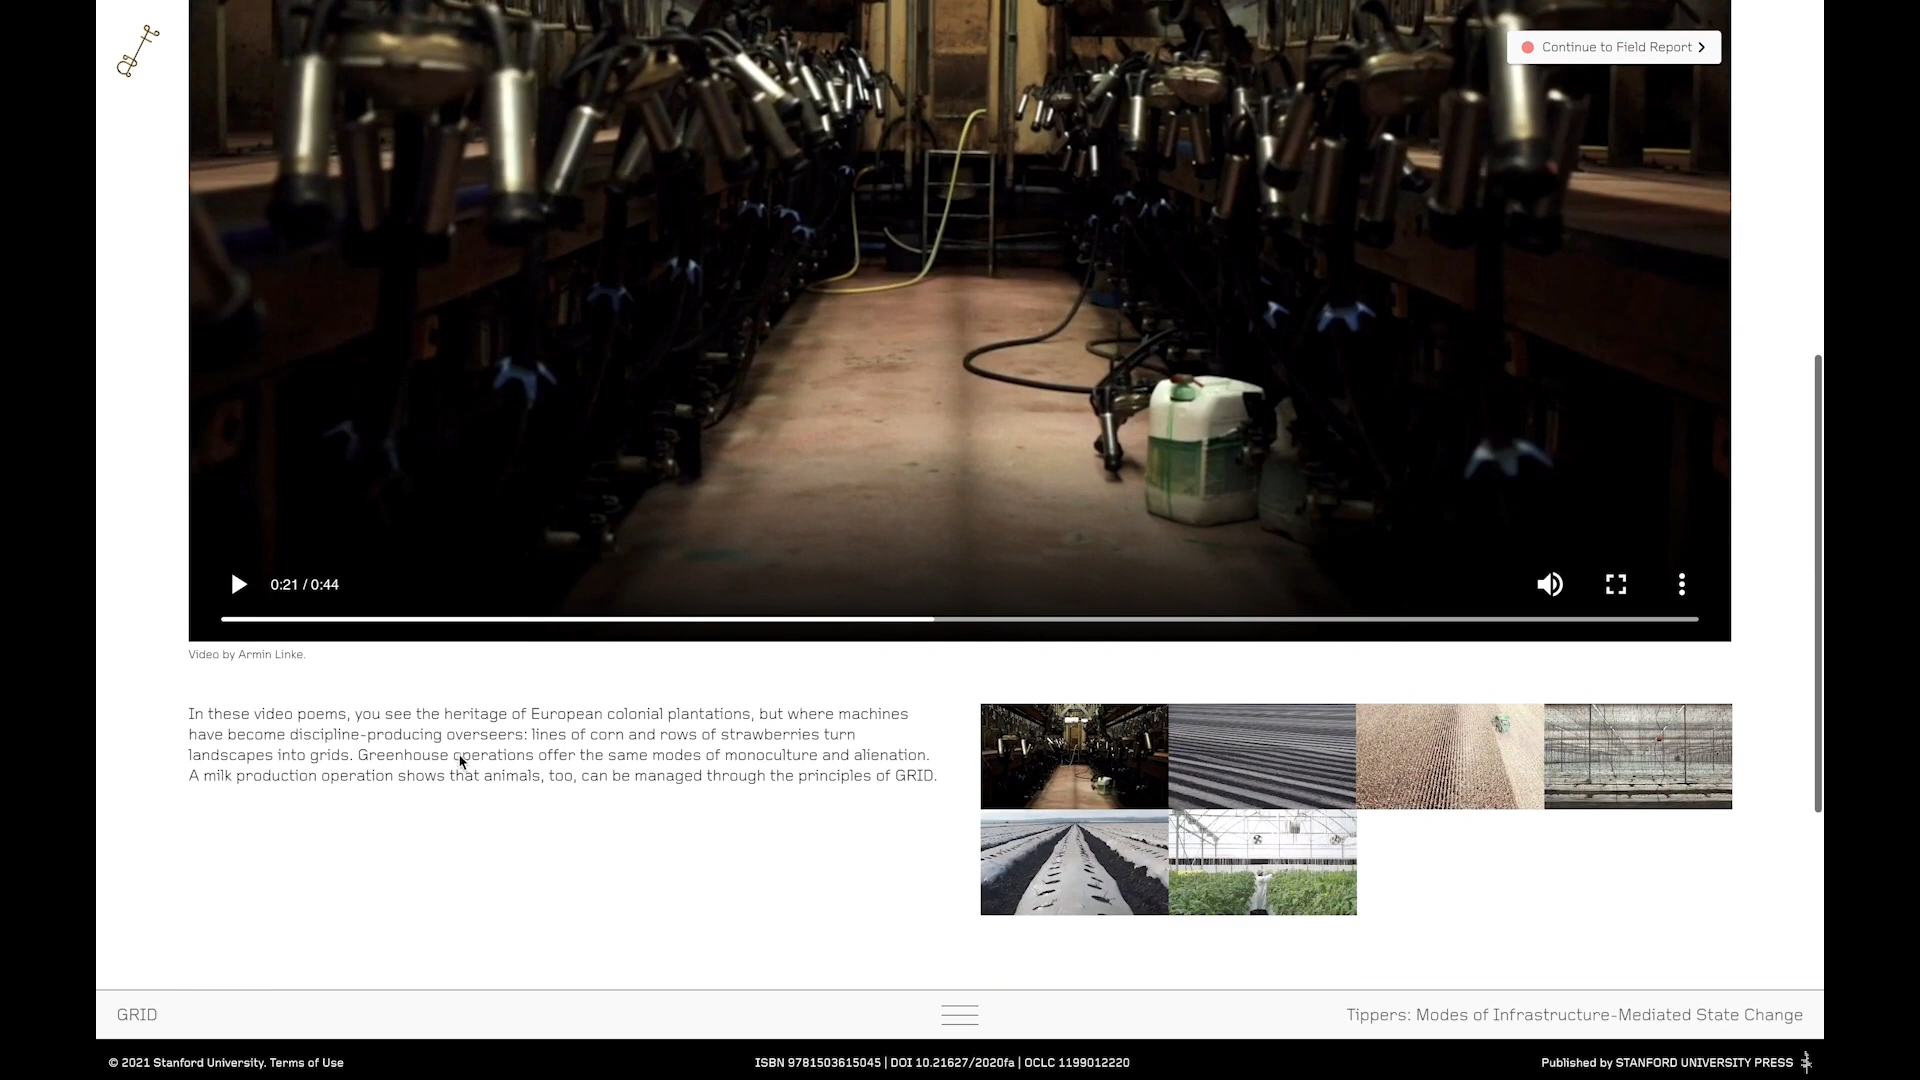 Continue to Field Report
0:21 / 0:44
Video by Armin Linke.
In these video poems, you see the heritage of European colonial plantations, but where machines
have become discipline-producing overseers: lines of corn and rows of strawberries turn
landscapes into grids. Greenhouse operations offer the same modes of monoculture and alienation.
A milk production operation shows that animals, too, can be managed through the principles of GRID.
GRID
Tippers: Modes of Infrastructure-Mediated State Change
© 2021 Stanford University. Terms of Use
ISBN 9781503615045 | DOI 10.21627/2020fa | OCLC 1199012220
Published by STANFORD UNIVERSITY PRESS